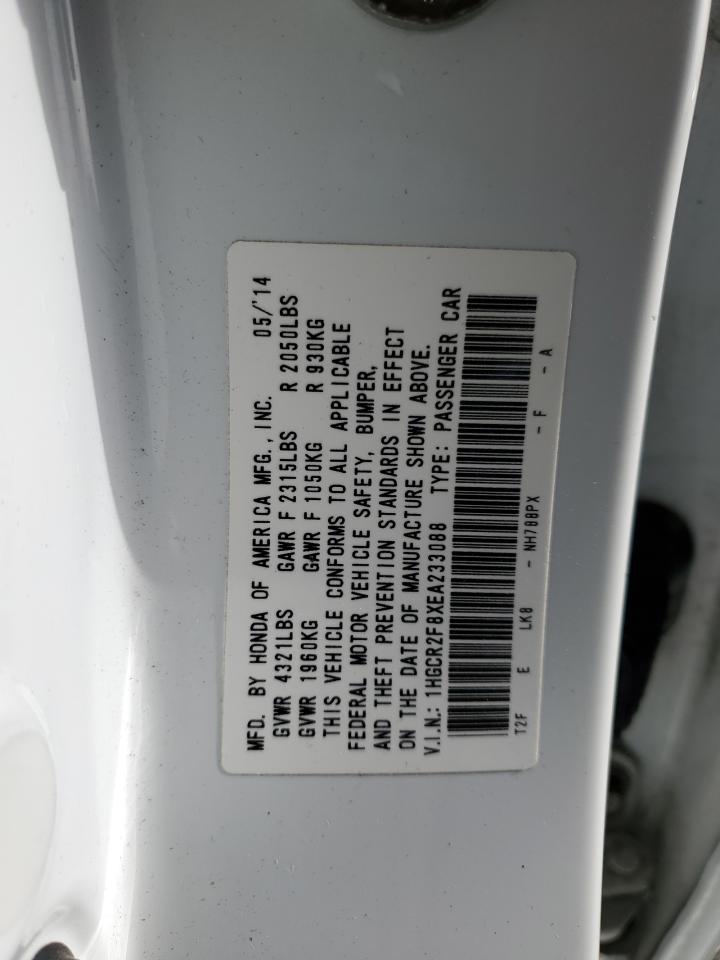 MFD. BY HONDA OF AMERICA MFG., INC. 05/'14
GVWR 4321LBS GAWR F 2315LBS R 2050LBS
GVWR 1960KG GAWR F 1050KG R 930KG
THIS VEHICLE CONFORMS TO ALL APPLICABLE
FEDERAL MOTOR VEHICLE SAFETY, BUMPER,
AND THEFT PREVENTION STANDARDS IN EFFECT
ON THE DATE OF MANUFACTURE SHOWN ABOVE.
V.I.N.: 1HGCR2F8XEA233088 TYPE: PASSENGER CAR
T2F E LK8 - NH788PX - F - A